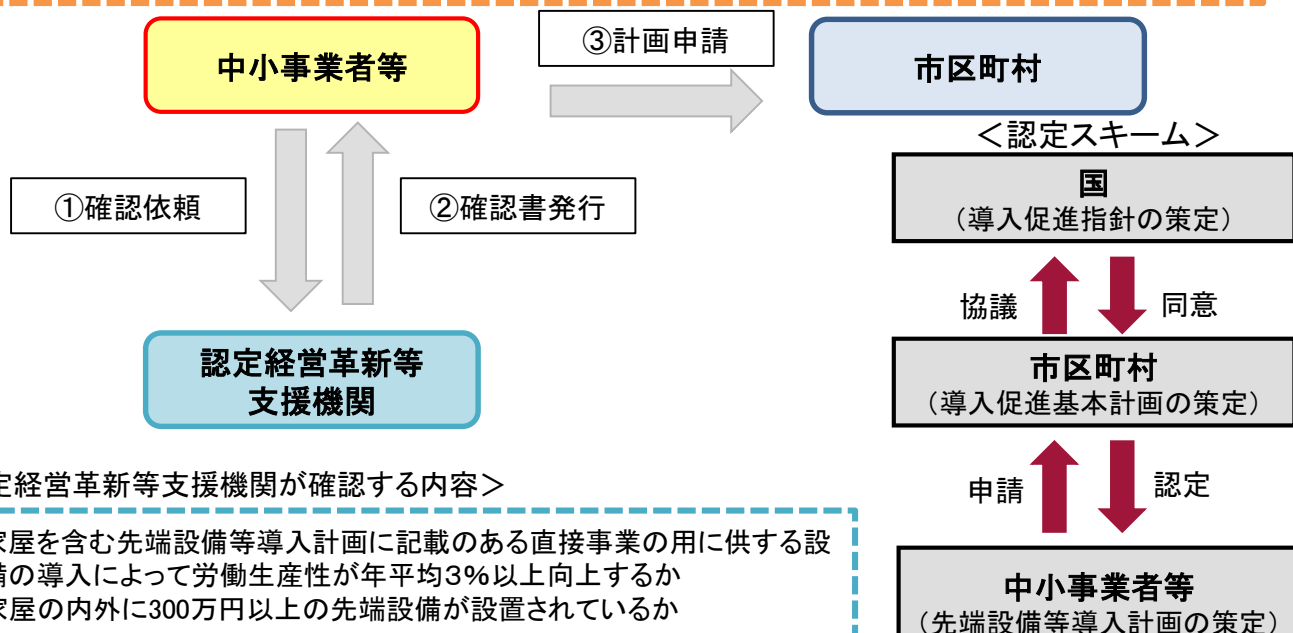 中小事業者等
③計画申請
市区町村
①確認依頼
②確認書発行
認定経営革新等
支援機関
＜認定スキーム＞
国
（導入促進指針の策定）
協議
同意
市区町村
（導入促進基本計画の策定）
申請
認定
中小事業者等
（先端設備等導入計画の策定）
定経営革新等支援機関が確認する内容＞
家屋を含む先端設備等導入計画に記載のある直接事業の用に供する設
備の導入によって労働生産性が年平均３％以上向上するか
家屋の内外に300万円以上の先端設備が設置されているか